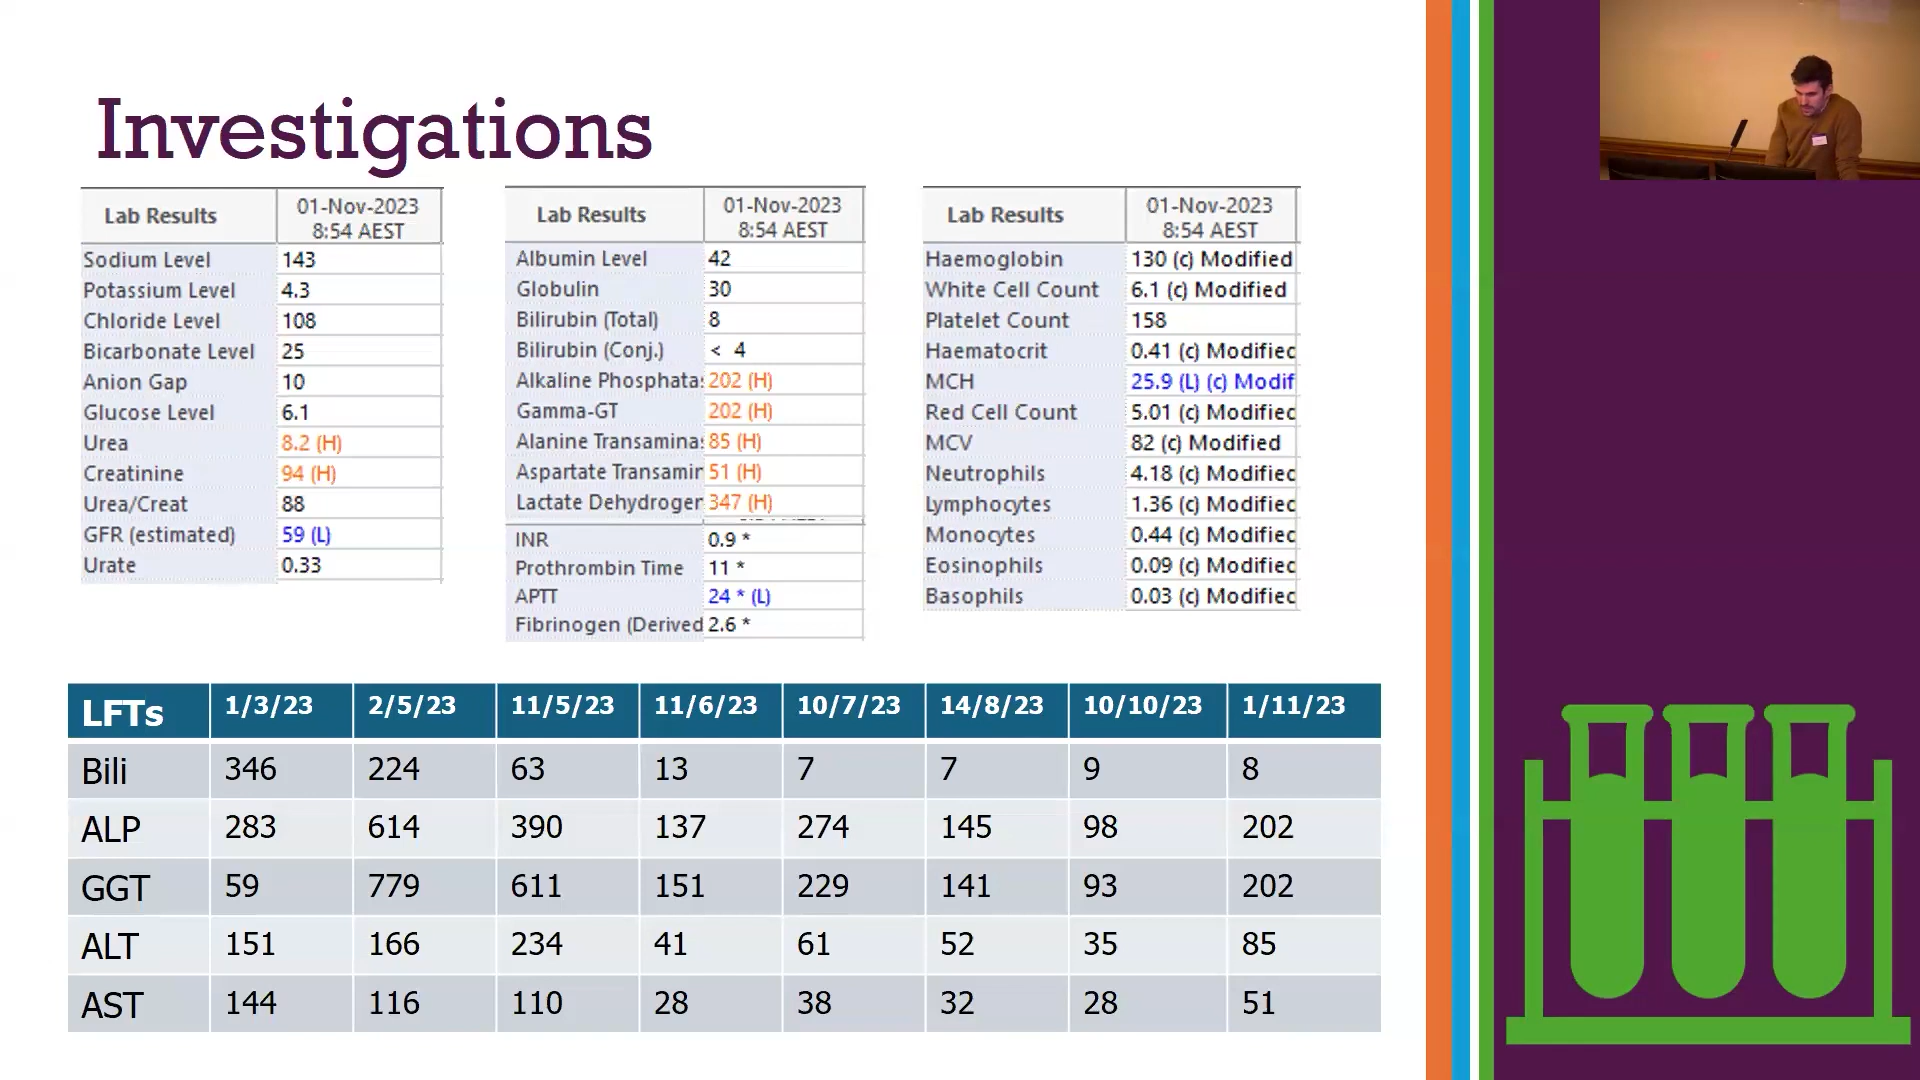 Investigations
Lab Results 01-Nov-2023 8:54 AEST
Sodium Level 143
Potassium Level 4.3
Chloride Level 108
Bicarbonate Level 25
Anion Gap 10
Glucose Level 6.1
Urea 8.2 (H)
Creatinine 94 (H)
Urea/Creat 88
GFR (estimated) 59 (L)
Urate 0.33
Lab Results 01-Nov-2023 8:54 AEST
Albumin Level 42
Globulin 30
Bilirubin (Total) 8
Bilirubin (Conj.) < 4
Alkaline Phosphata 202 (H)
Gamma-GT 202 (H)
Alanine Transamina 85 (H)
Aspartate Transamin 51 (H)
Lactate Dehydrogen 347 (H)
INR 0.9 *
Prothrombin Time 11 *
APTT 24 * (L)
Fibrinogen (Derived 2.6 *
Lab Results 01-Nov-2023 8:54 AEST
Haemoglobin 130 (c) Modified
White Cell Count 6.1 (c) Modified
Platelet Count 158
Haematocrit 0.41 (c) Modified
MCH 25.9 (L) (c) Modif
Red Cell Count 5.01 (c) Modified
MCV 82 (c) Modified
Neutrophils 4.18 (c) Modified
Lymphocytes 1.36 (c) Modified
Monocytes 0.44 (c) Modified
Eosinophils 0.09 (c) Modified
Basophils 0.03 (c) Modified
LFTs 1/3/23 2/5/23 11/5/23 11/6/23 10/7/23 14/8/23 10/10/23 1/11/23
Bili 346 224 63 13 7 7 9 8
ALP 283 614 390 137 274 145 98 202
GGT 59 779 611 151 229 141 93 202
ALT 151 166 234 41 61 52 35 85
AST 144 116 110 28 38 32 28 51